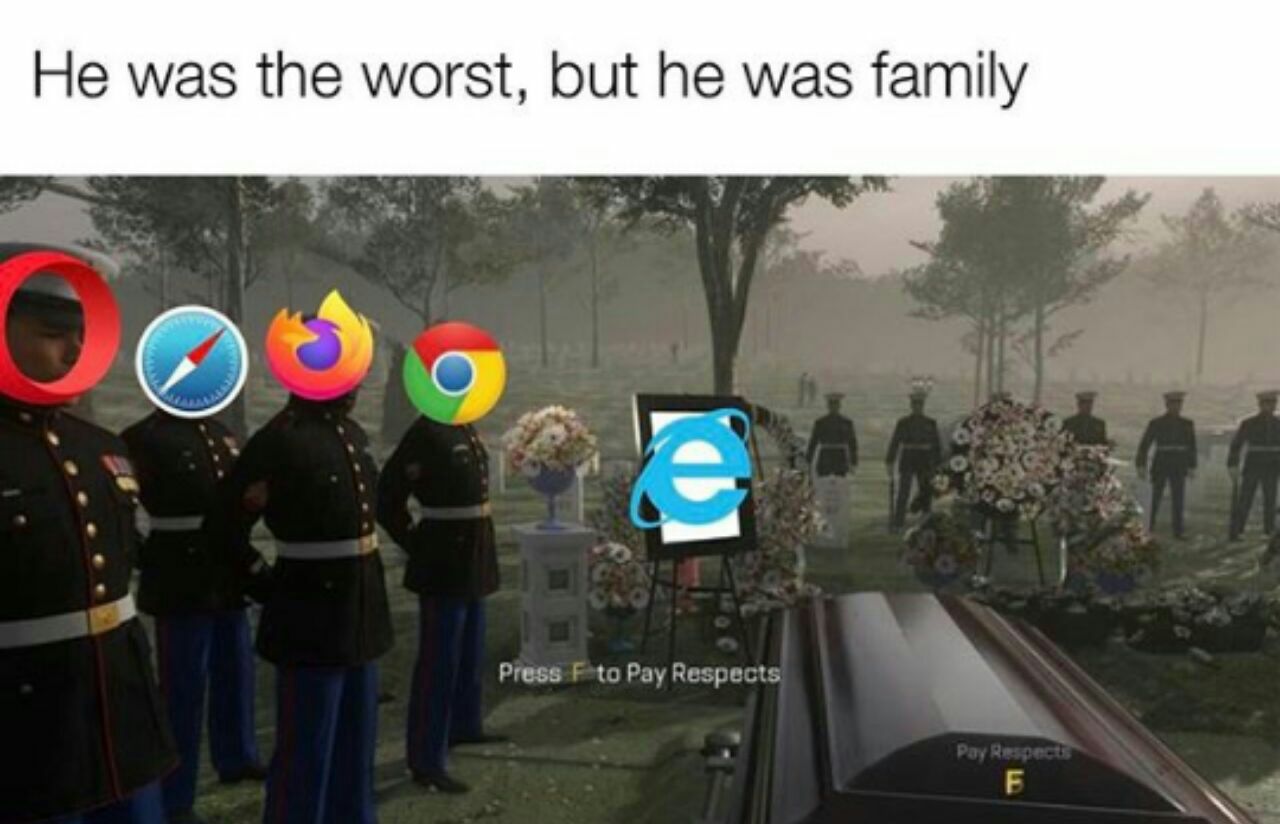 He was the worst, but he was family
Press F to Pay Respects
Pay Respects
F